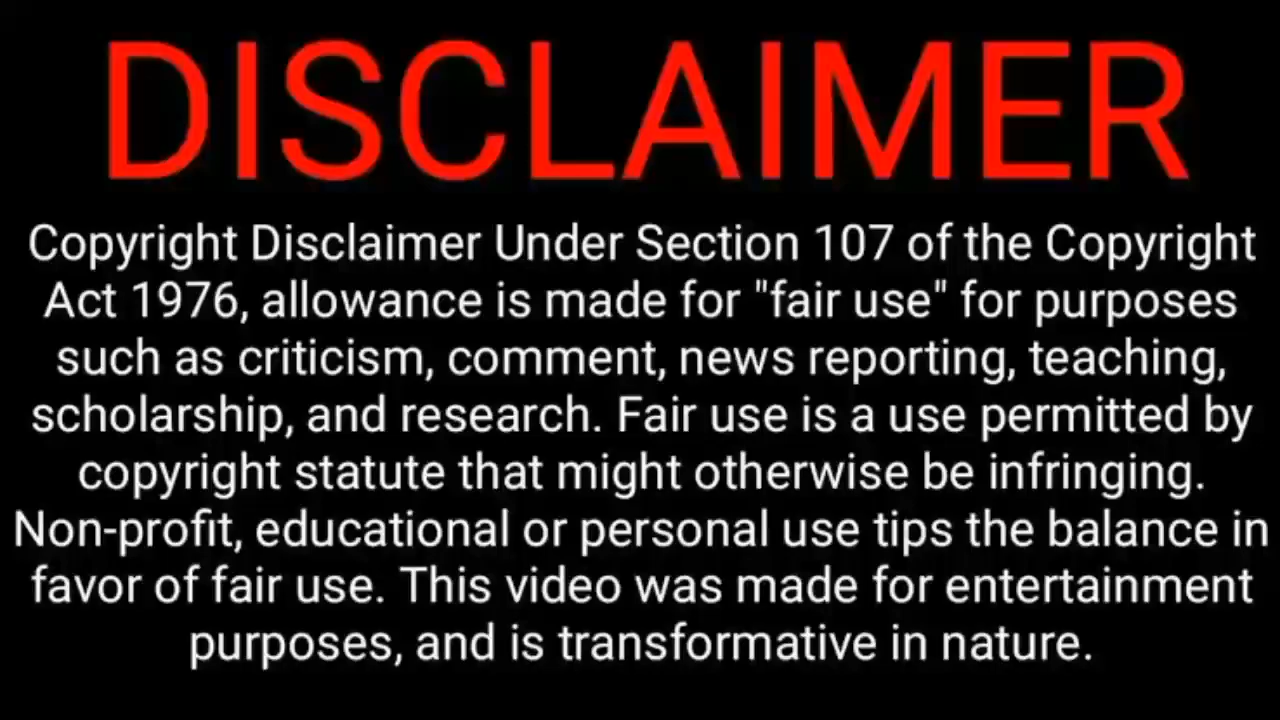 DISCLAIMER
Copyright Disclaimer Under Section 107 of the Copyright
Act 1976, allowance is made for "fair use" for purposes
such as criticism, comment, news reporting, teaching,
scholarship, and research. Fair use is a use permitted by
copyright statute that might otherwise be infringing.
Non-profit, educational or personal use tips the balance in
favor of fair use. This video was made for entertainment
purposes, and is transformative in nature.